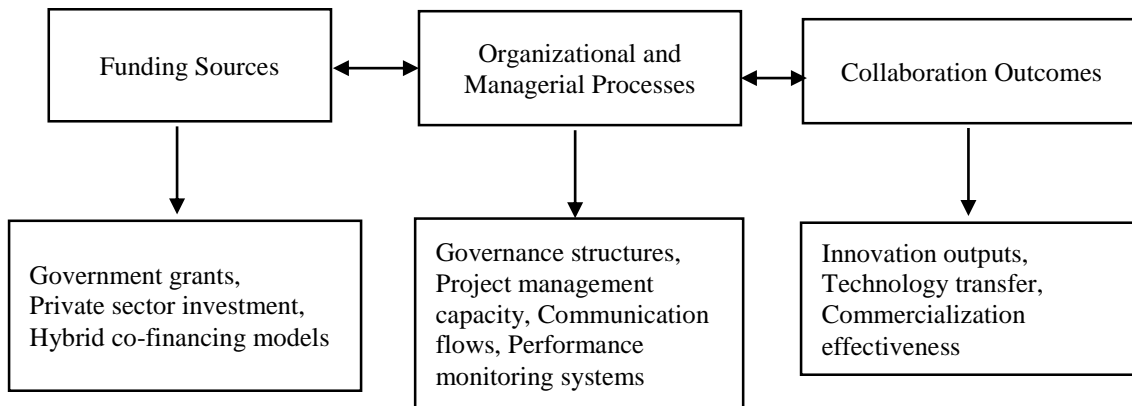 Funding Sources
Organizational and
Managerial Processes
Collaboration Outcomes
Government grants,
Private sector investment,
Hybrid co-financing models
Governance structures,
Project management
capacity, Communication
flows, Performance
monitoring systems
Innovation outputs,
Technology transfer,
Commercialization
effectiveness